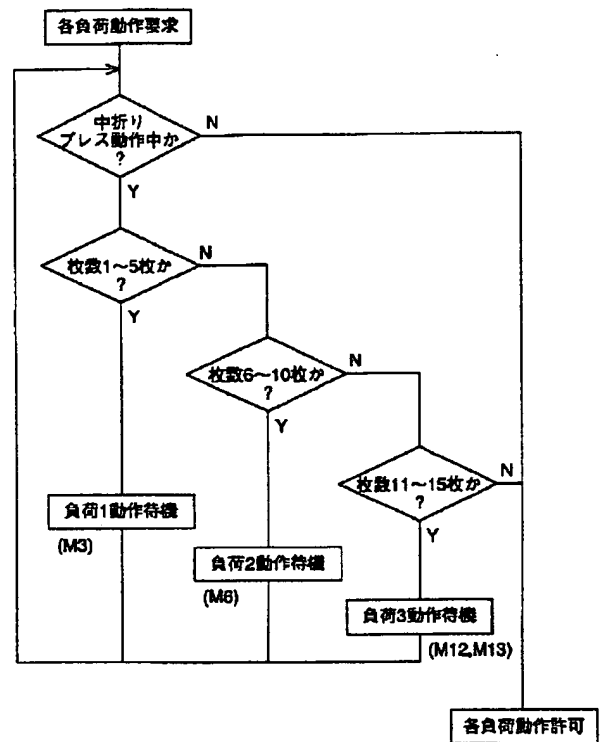 各負荷動作要求
中折り
プレス動作中か
?
N
Y
枚数1~5枚か
?
N
Y
枚数6~10枚か
?
N
Y
枚数11~15枚か
?
N
Y
負荷1動作待機
(M3)
負荷2動作待機
(M6)
負荷3動作待機
(M12,M13)
各負荷動作許可